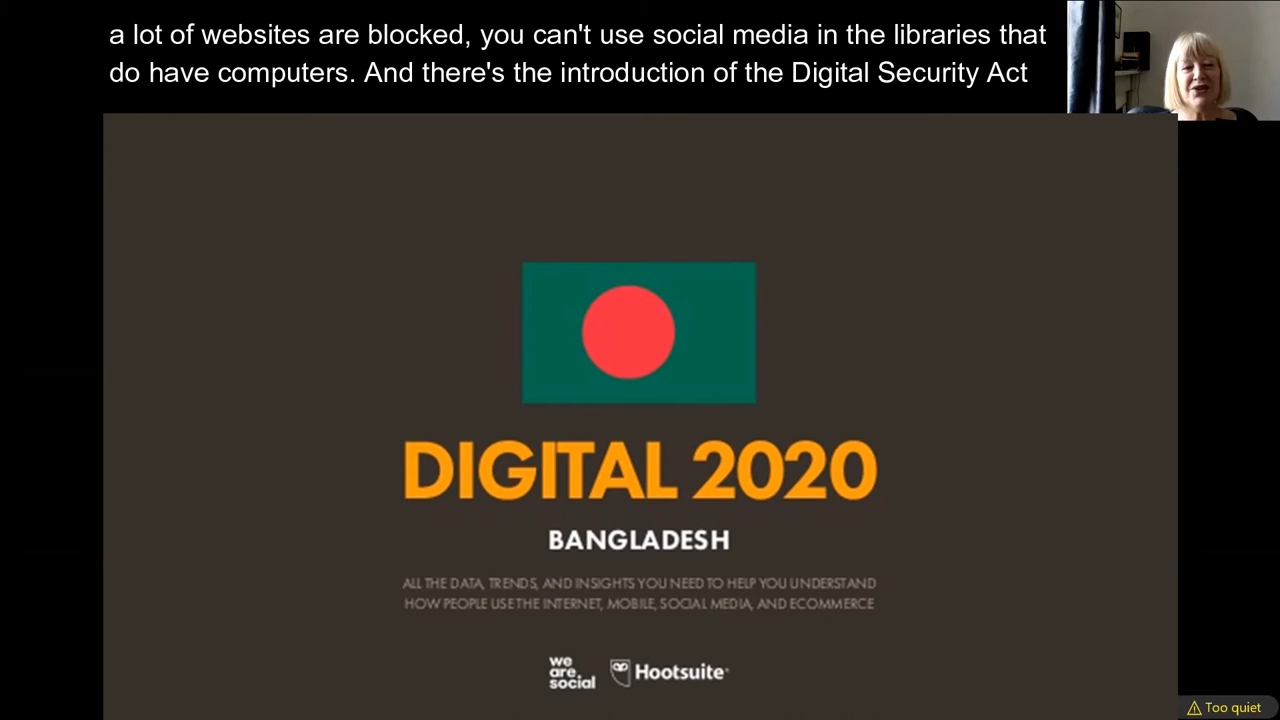 a lot of websites are blocked, you can't use social media in the libraries that
do have computers. And there's the introduction of the Digital Security Act
DIGITAL 2020
BANGLADESH
ALL THE DATA, TRENDS, AND INSIGHTS YOU NEED TO HELP YOU UNDERSTAND
HOW PEOPLE USE THE INTERNET, MOBILE, SOCIAL MEDIA, AND ECOMMERCE
we
are
social
Hootsuite
Too quiet